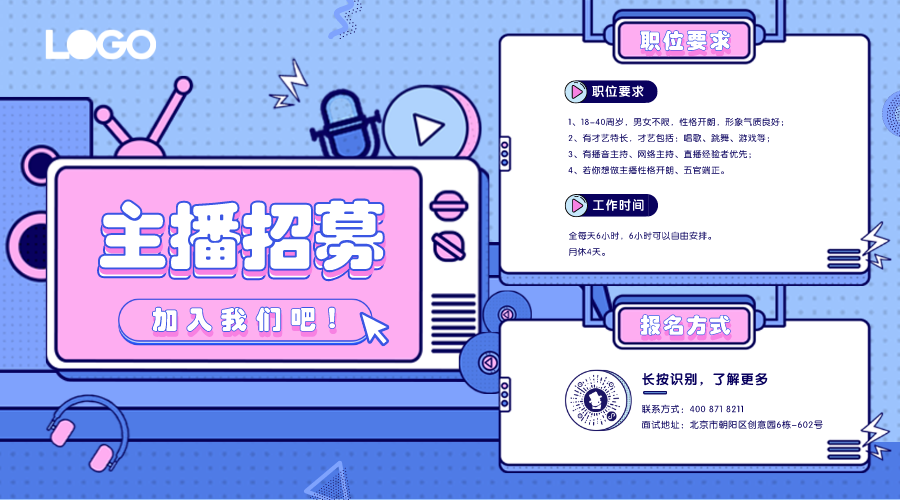 LOGO
主播招募
加入我们吧！
职位要求
职位要求
1、18-40周岁，男女不限，性格开朗，形象气质良好；
2、有才艺特长，才艺包括：唱歌、跳舞、游戏等；
3、有播音主持、网络主持、直播经验者优先；
4、若你想做主播性格开朗、五官端正。
工作时间
全每天6小时，6小时可以自由安排。
月休4天。
报名方式
长按识别，了解更多
联系方式：400 871 8211
面试地址：北京市朝阳区创意园6栋-602号